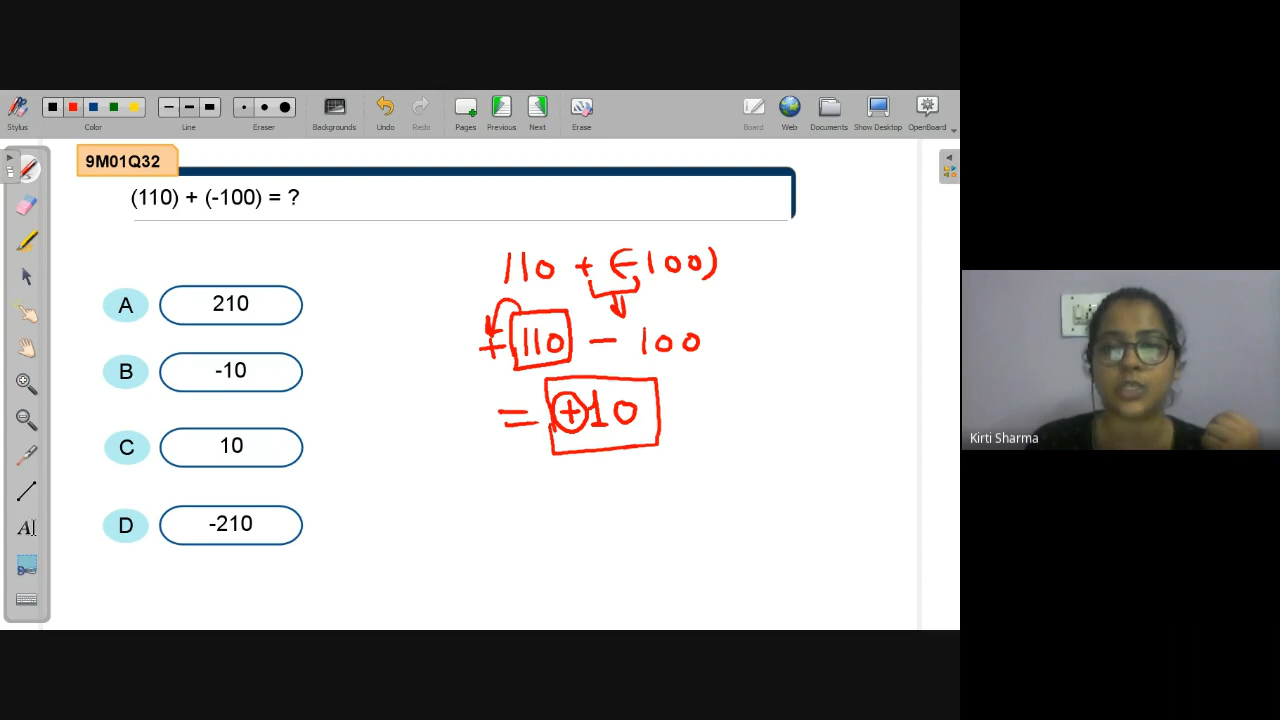 Stylus
Color
Line
Eraser
Backgrounds
Undo
Redo
Pages
Previous
Next
Erase
Board
Web
Documents
Show Desktop
OpenBoard
9M01Q32
(110) + (-100) = ?
110 + (-100)
+ 110 - 100
= +10
A 210
B -10
C 10
D -210
Kirti Sharma